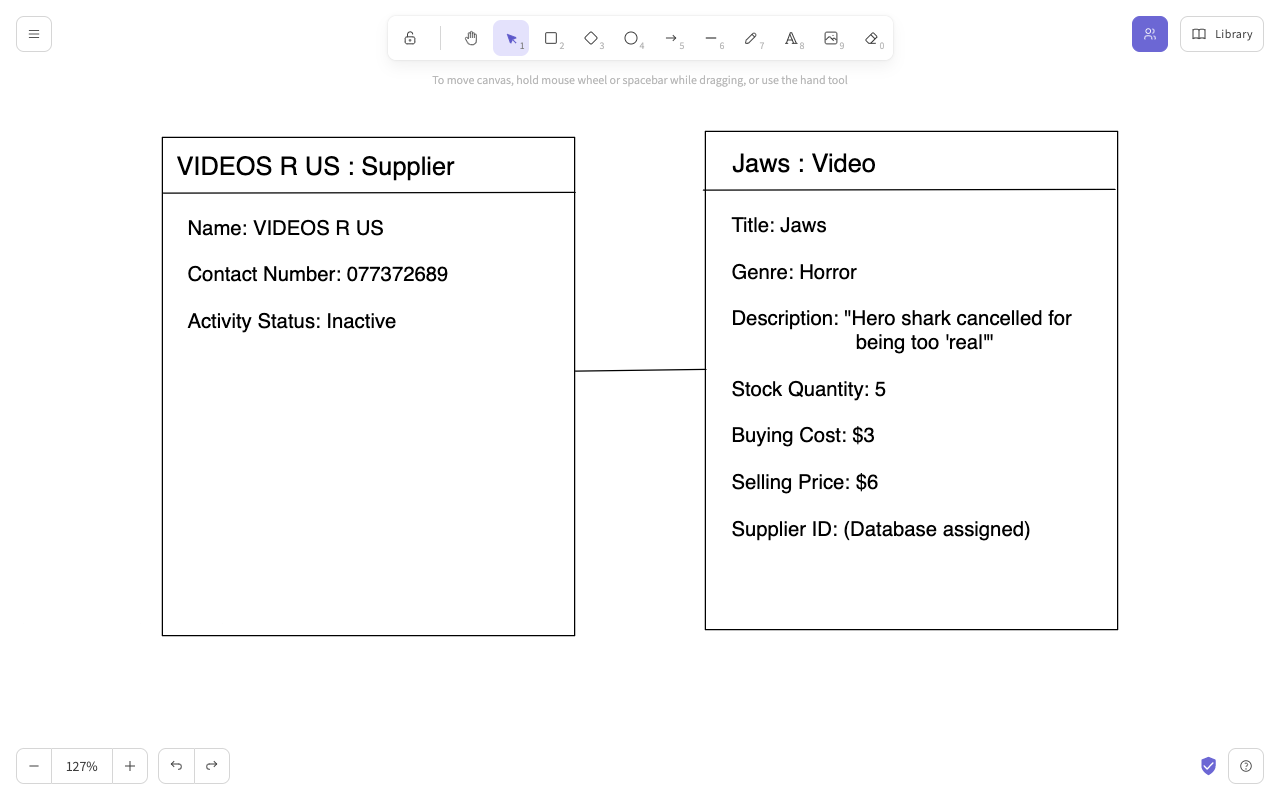 1
2
3
4
5
6
7
8
9
0
Library
To move canvas, hold mouse wheel or spacebar while dragging, or use the hand tool
VIDEOS R US : Supplier
Name: VIDEOS R US
Contact Number: 077372689
Activity Status: Inactive
Jaws : Video
Title: Jaws
Genre: Horror
Description: "Hero shark cancelled for
being too 'real'"
Stock Quantity: 5
Buying Cost: $3
Selling Price: $6
Supplier ID: (Database assigned)
127%